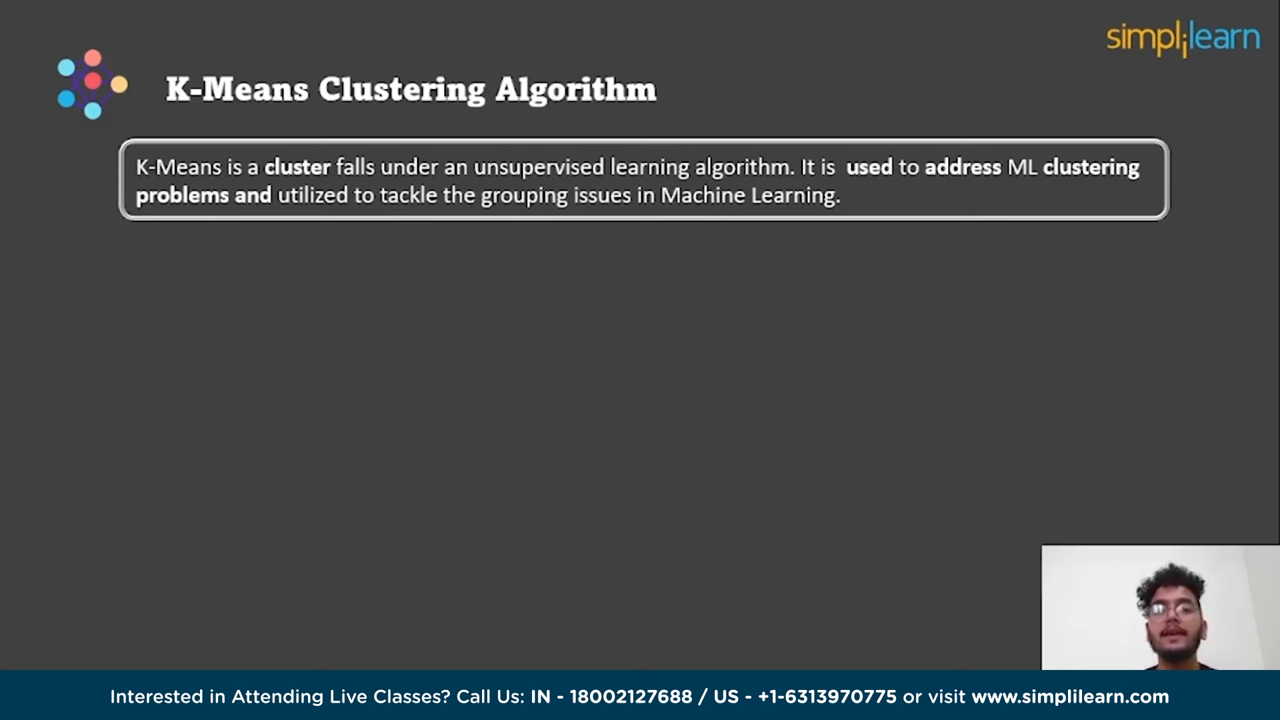 simplilearn
K-Means Clustering Algorithm
K-Means is a cluster falls under an unsupervised learning algorithm. It is used to address ML clustering
problems and utilized to tackle the grouping issues in Machine Learning.
Interested in Attending Live Classes? Call Us: IN - 18002127688 / US - +1-6313970775 or visit www.simplilearn.com